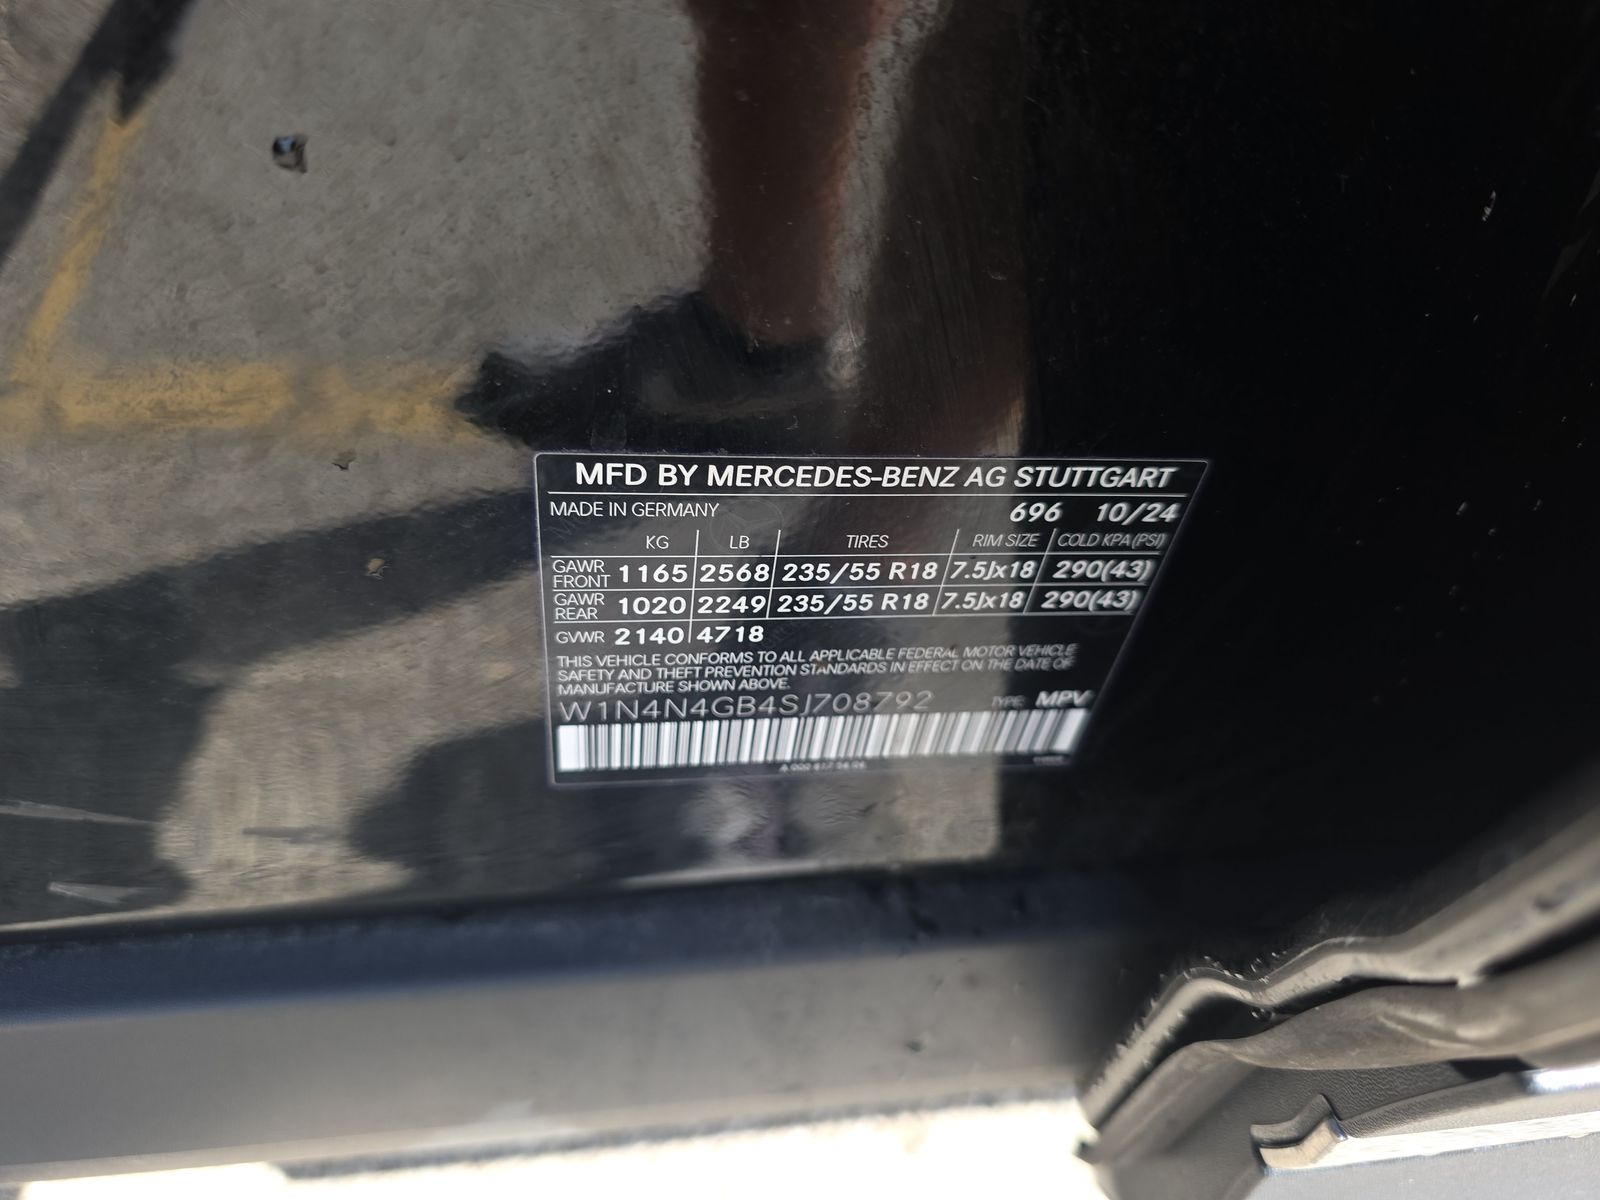 MFD BY MERCEDES-BENZ AG STUTTGART
MADE IN GERMANY 696 10/24
KG LB TIRES RIM SIZE COLD KPA (PSI)
GAWR FRONT 1165 2568 235/55 R18 7.5Jx18 290(43)
GAWR REAR 1020 2249 235/55 R18 7.5Jx18 290(43)
GVWR 2140 4718
THIS VEHICLE CONFORMS TO ALL APPLICABLE FEDERAL MOTOR VEHICLE
SAFETY AND THEFT PREVENTION STANDARDS IN EFFECT ON THE DATE OF
MANUFACTURE SHOWN ABOVE.
W1N4N4GB4SJ708792 TYPE: MPV